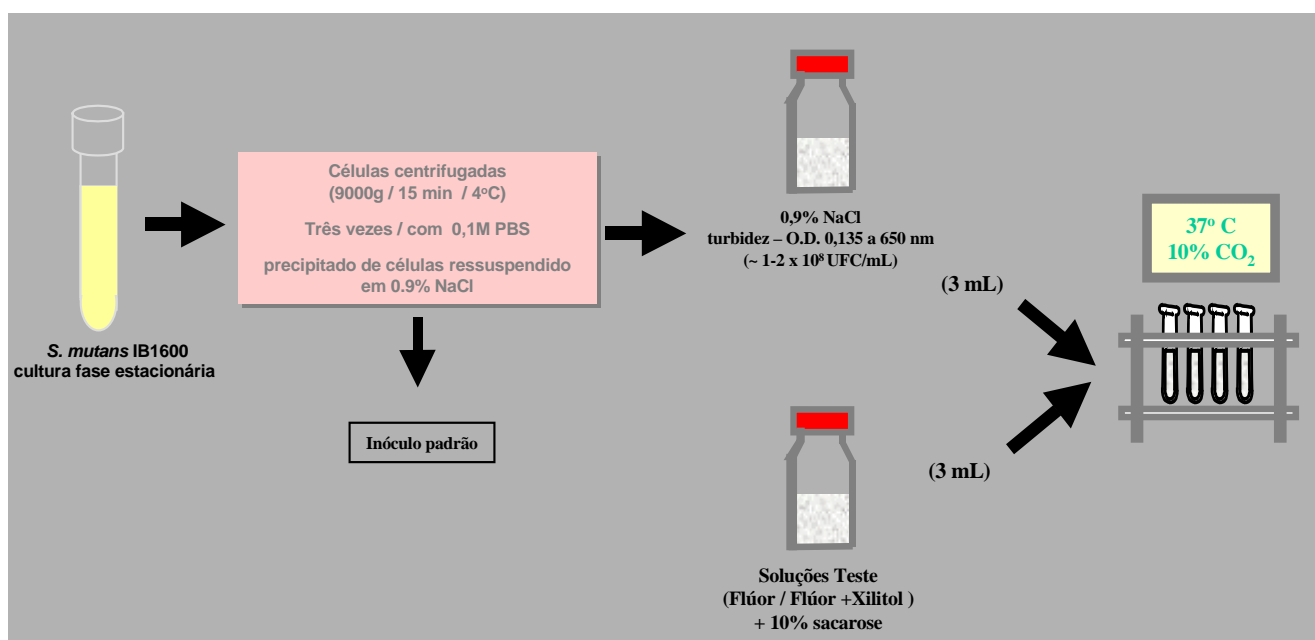 S. mutans IB1600
cultura fase estacionária
Células centrifugadas
(9000g / 15 min / 4ºC)
Três vezes / com 0,1M PBS
precipitado de células ressuspendido
em 0.9% NaCl
Inóculo padrão
0,9% NaCl
turbidez – O.D. 0,135 a 650 nm
(~ 1-2 x 10⁸ UFC/mL)
(3 mL)
Soluções Teste
(Flúor / Flúor +Xilitol )
+ 10% sacarose
(3 mL)
37º C
10% CO₂